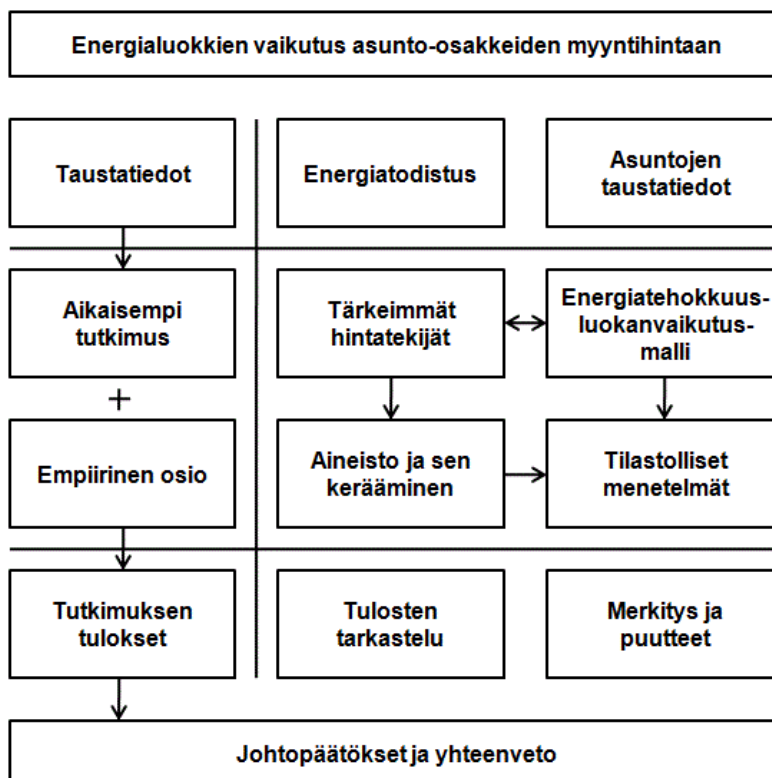 Energialuokkien vaikutus asunto-osakkeiden myyntihintaan
Taustatiedot
Energiatodistus
Asuntojen
taustatiedot
Aikaisempi
tutkimus
Tärkeimmät
hintatekijät
Energiatehokkuus-
luokanvaikutus-
malli
+
Empiirinen osio
Aineisto ja sen
kerääminen
Tilastolliset
menetelmät
Tutkimuksen
tulokset
Tulosten
tarkastelu
Merkitys ja
puutteet
Johtopäätökset ja yhteenveto